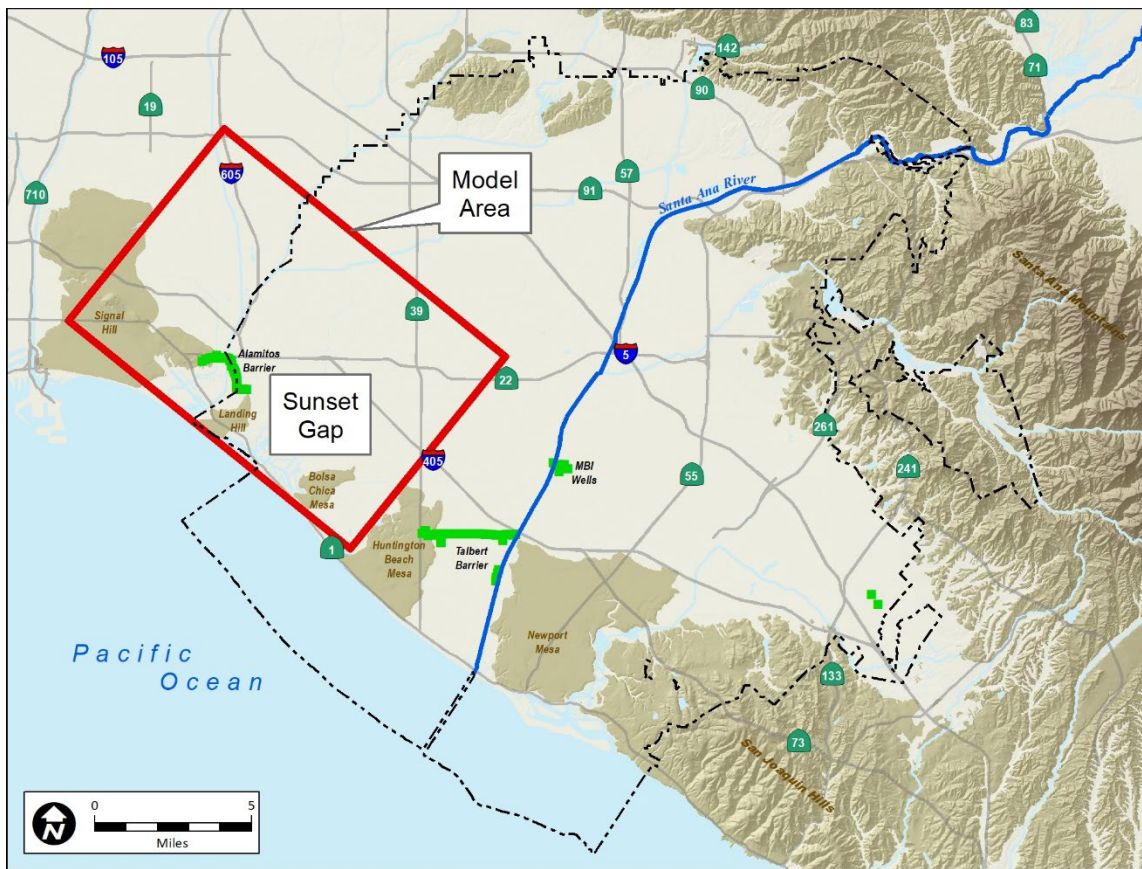 83
142
71
105
90
19
605
Model
Area
57
91
710
Santa Ana River
Santa Ana Mountains
39
Signal
Hill
5
Alamitos
Barrier
22
Sunset
Gap
Landing
Hill
261
405
241
MBI
Wells
55
Bolsa
Chica
Mesa
1
Huntington
Beach
Mesa
Talbert
Barrier
Newport
Mesa
Pacific
Ocean
133
73
San Joaquin Hills
N
0
5
Miles